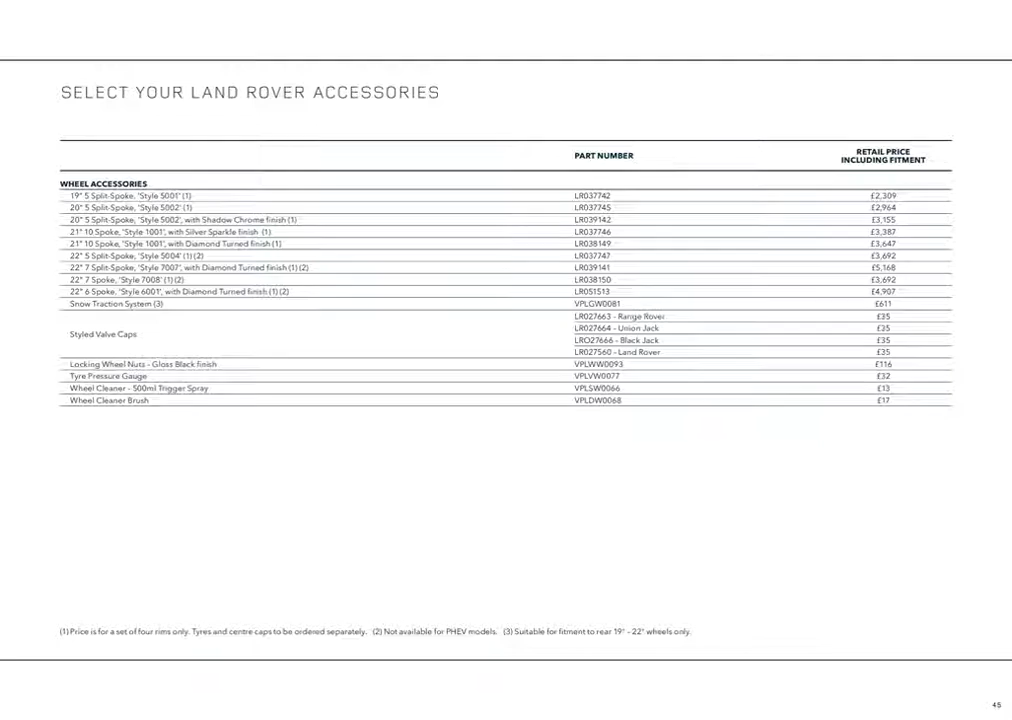 SELECT YOUR LAND ROVER ACCESSORIES
PART NUMBER RETAIL PRICE INCLUDING FITMENT
WHEEL ACCESSORIES
19" 5 Split-Spoke, 'Style 5001' (1) LR037742 £2,309
20" 5 Split-Spoke, 'Style 5002' (1) LR037745 £2,964
20" 5 Split-Spoke, 'Style 5002', with Shadow Chrome finish (1) LR039142 £3,155
21" 10 Spoke, 'Style 1001', with Silver Sparkle finish (1) LR037746 £3,387
21" 10 Spoke, 'Style 1001', with Diamond Turned finish (1) LR038149 £3,647
22" 5 Split-Spoke, 'Style 5004' (1) (2) LR037747 £3,692
22" 7 Split-Spoke, 'Style 7007', with Diamond Turned finish (1) (2) LR039141 £5,168
22" 7 Spoke, 'Style 7008' (1) (2) LR038150 £3,692
22" 6 Spoke, 'Style 6001', with Diamond Turned finish (1) (2) LR051513 £4,907
Snow Traction System (3) VPLGW0081 £611
Styled Valve Caps
LR027663 - Range Rover £35
LR027664 - Union Jack £35
LRO27666 - Black Jack £35
LR027560 - Land Rover £35
Locking Wheel Nuts - Gloss Black finish VPLWW0093 £116
Tyre Pressure Gauge VPLVW0077 £32
Wheel Cleaner - 500ml Trigger Spray VPLSW0066 £13
Wheel Cleaner Brush VPLDW0068 £17
(1) Price is for a set of four rims only. Tyres and centre caps to be ordered separately. (2) Not available for PHEV models. (3) Suitable for fitment to rear 19" – 22" wheels only.
45